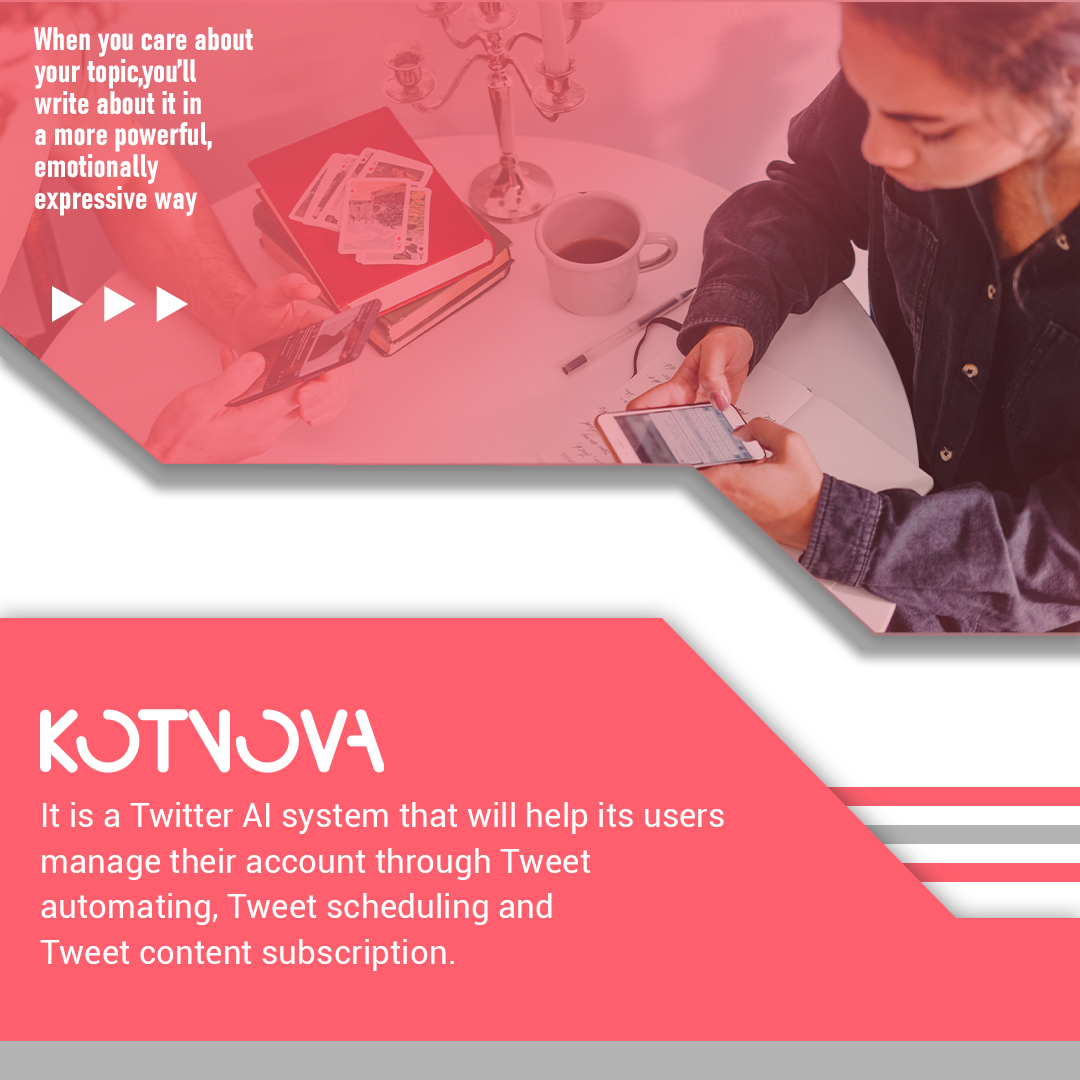 When you care about
your topic,you'll
write about it in
a more powerful,
emotionally
expressive way
KOTNOVA
It is a Twitter AI system that will help its users
manage their account through Tweet
automating, Tweet scheduling and
Tweet content subscription.